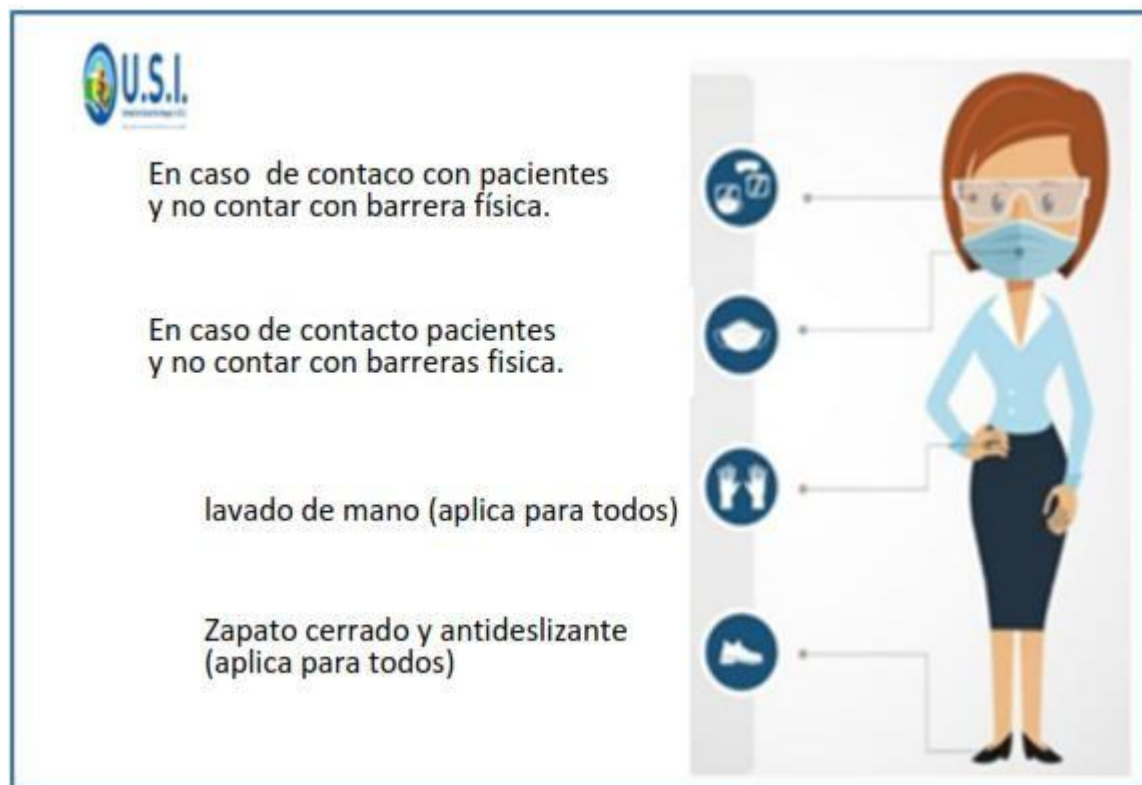 U.S.I.
En caso de contaco con pacientes
y no contar con barrera física.
En caso de contacto pacientes
y no contar con barreras fisica.
lavado de mano (aplica para todos)
Zapato cerrado y antideslizante
(aplica para todos)